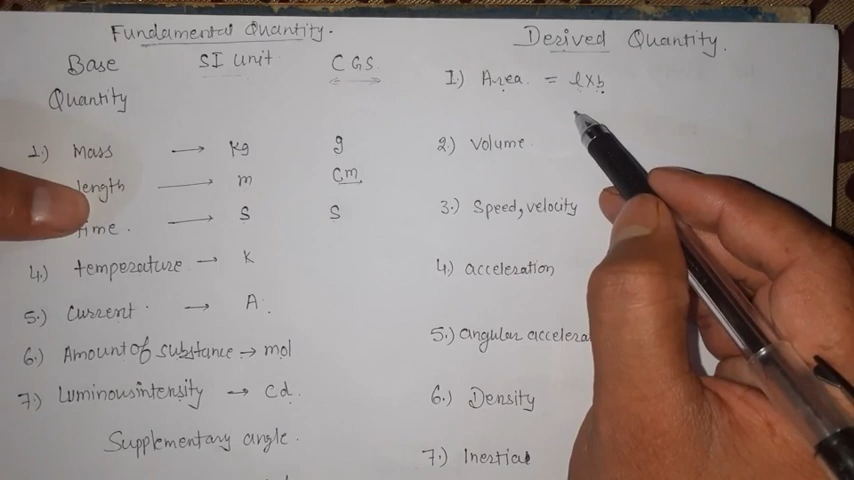 Fundamental Quantity.
Base Quantity SI Unit CGS
1.) Mass → kg g
length → m cm
time. → s s
4.) temperature → K
5.) Current. → A.
6.) Amount of substance → mol
7.) Luminous intensity → Cd.
Supplementary angle.
Derived Quantity.
1) Area. = l×b
2.) Volume.
3.) Speed, velocity
4.) acceleration
5.) angular accelera
6.) Density
7.) Inertia